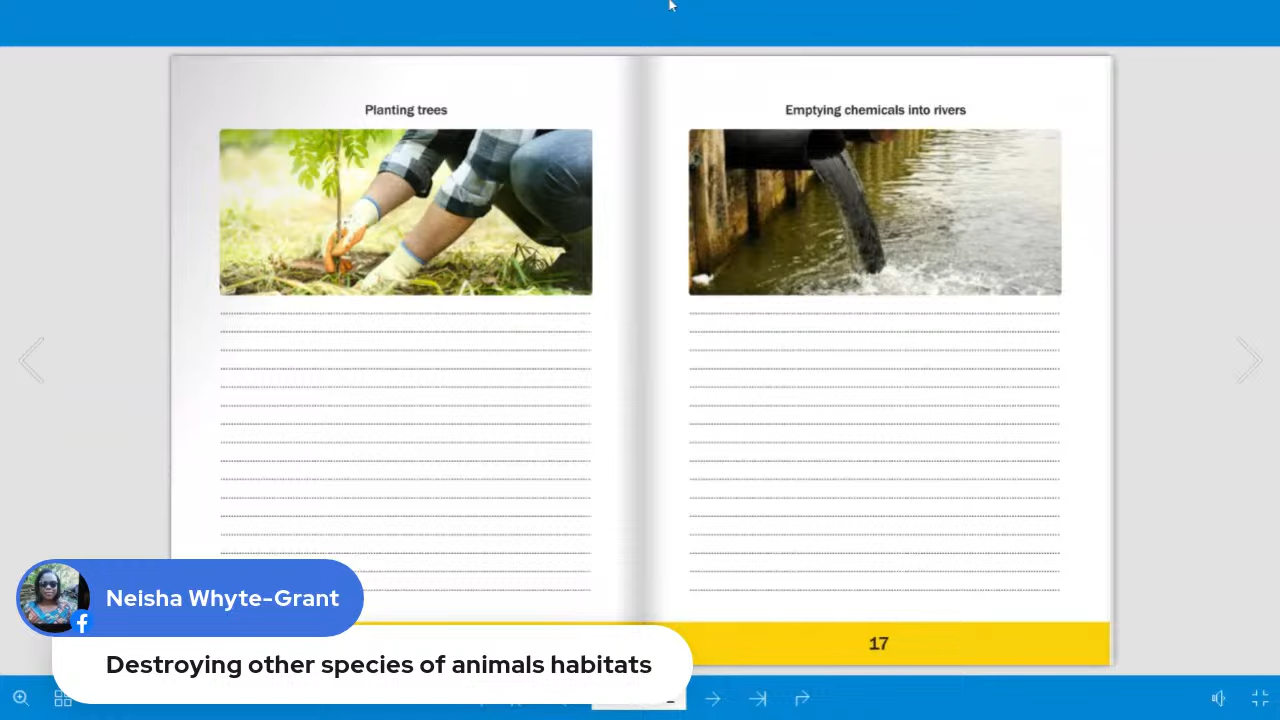 Planting trees
Emptying chemicals into rivers
17
Neisha Whyte-Grant
Destroying other species of animals habitats